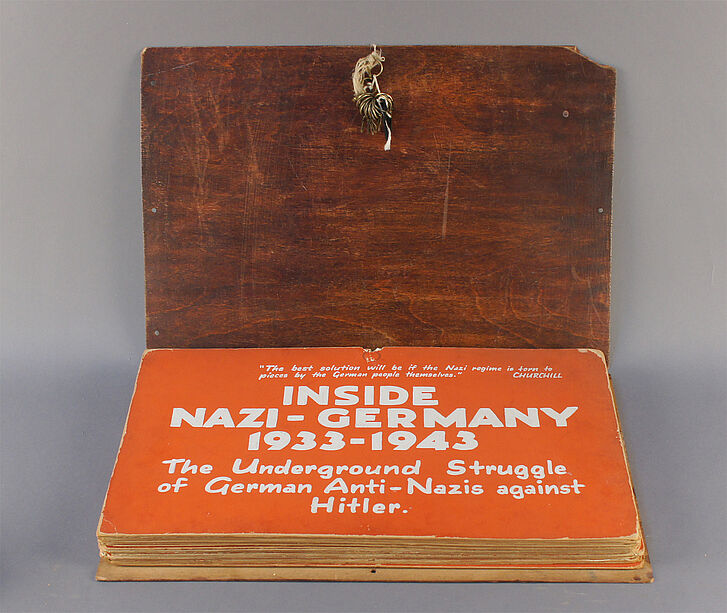 "The best solution will be if the Nazi regime is torn to
pieces by the German people themselves." CHURCHILL
INSIDE
NAZI-GERMANY
1933-1943
The Underground Struggle
of German Anti-Nazis against
Hitler.